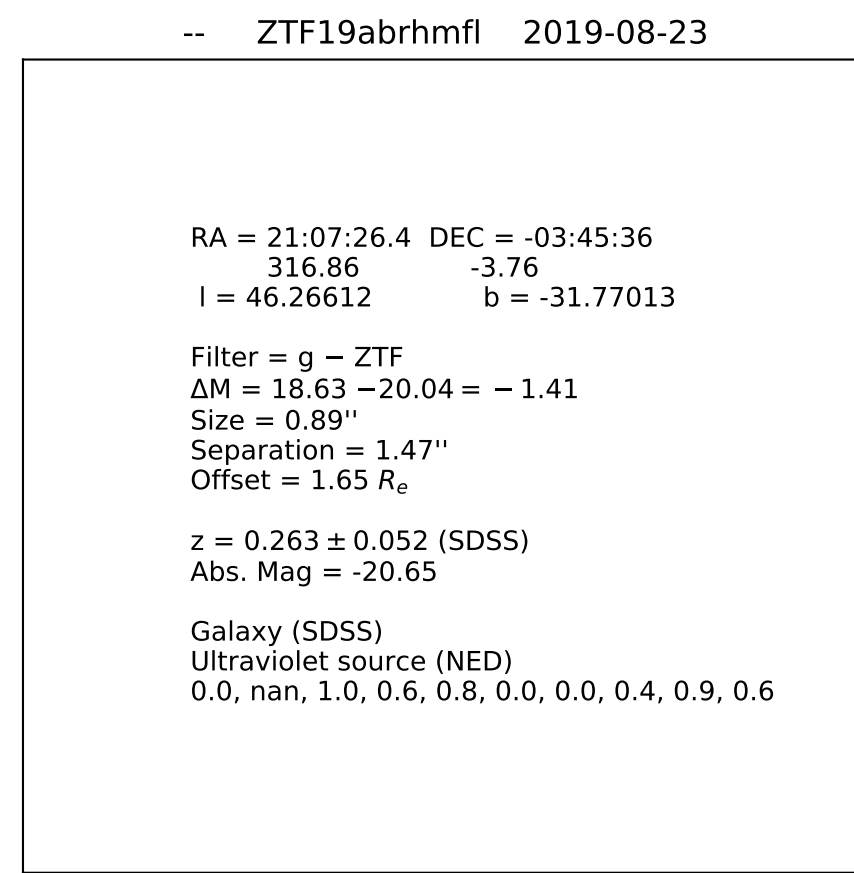 -- ZTF19abrhmfl 2019-08-23
RA = 21:07:26.4 DEC = -03:45:36
316.86 -3.76
l = 46.26612 b = -31.77013
Filter = g − ZTF
ΔM = 18.63 −20.04 = − 1.41
Size = 0.89''
Separation = 1.47''
Offset = 1.65 Rₑ
z = 0.263 ± 0.052 (SDSS)
Abs. Mag = -20.65
Galaxy (SDSS)
Ultraviolet source (NED)
0.0, nan, 1.0, 0.6, 0.8, 0.0, 0.0, 0.4, 0.9, 0.6